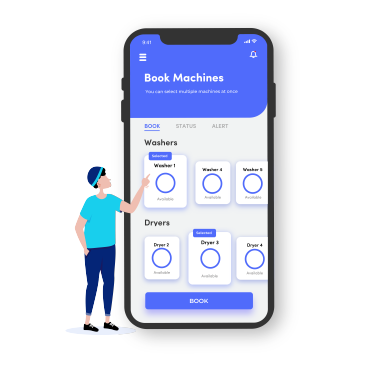 9:41
Book Machines
You can select multiple machines at once
BOOK STATUS ALERT
Washers
Selected
Washer 1
Washer 4
Washer 5
Available
Available
Available
Dryers
Selected
Dryer 2
Dryer 3
Dryer 4
Available
Available
Available
BOOK